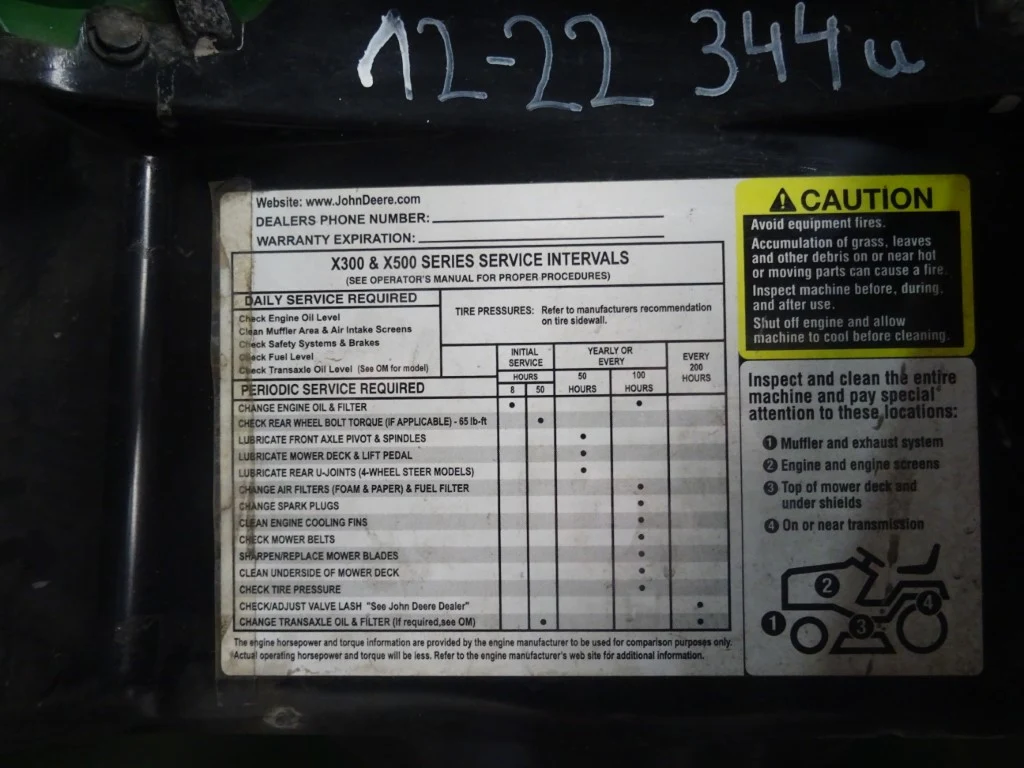 12-22 344u
Website: www.JohnDeere.com
DEALERS PHONE NUMBER:
WARRANTY EXPIRATION:
X300 & X500 SERIES SERVICE INTERVALS
(SEE OPERATOR'S MANUAL FOR PROPER PROCEDURES)
DAILY SERVICE REQUIRED
Check Engine Oil Level
Clean Muffler Area & Air Intake Screens
Check Safety Systems & Brakes
Check Fuel Level
Check Transaxle Oil Level (See OM for model)
TIRE PRESSURES: Refer to manufacturers recommendation
on tire sidewall.
INITIAL
SERVICE
HOURS
8 50
YEARLY OR
EVERY
50
HOURS
100
HOURS
EVERY
200
HOURS
PERIODIC SERVICE REQUIRED
CHANGE ENGINE OIL & FILTER • •
CHECK REAR WHEEL BOLT TORQUE (IF APPLICABLE) - 65 lb-ft •
LUBRICATE FRONT AXLE PIVOT & SPINDLES •
LUBRICATE MOWER DECK & LIFT PEDAL •
LUBRICATE REAR U-JOINTS (4-WHEEL STEER MODELS) •
CHANGE AIR FILTERS (FOAM & PAPER) & FUEL FILTER •
CHANGE SPARK PLUGS •
CLEAN ENGINE COOLING FINS •
CHECK MOWER BELTS •
SHARPEN/REPLACE MOWER BLADES •
CLEAN UNDERSIDE OF MOWER DECK •
CHECK TIRE PRESSURE •
CHECK/ADJUST VALVE LASH "See John Deere Dealer" •
CHANGE TRANSAXLE OIL & FILTER (If required,see OM) • •
The engine horsepower and torque information are provided by the engine manufacturer to be used for comparison purposes only.
Actual operating horsepower and torque will be less. Refer to the engine manufacturer's web site for additional information.
CAUTION
Avoid equipment fires.
Accumulation of grass, leaves
and other debris on or near hot
or moving parts can cause a fire.
Inspect machine before, during,
and after use.
Shut off engine and allow
machine to cool before cleaning.
Inspect and clean the entire
machine and pay special
attention to these locations:
1 Muffler and exhaust system
2 Engine and engine screens
3 Top of mower deck and
under shields
4 On or near transmission
2
4
1
3